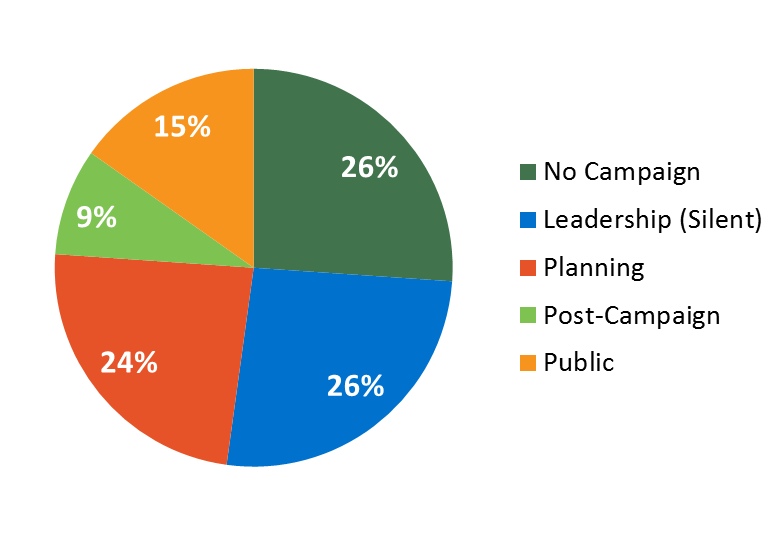 15%
26%
9%
24%
26%
No Campaign
Leadership (Silent)
Planning
Post-Campaign
Public